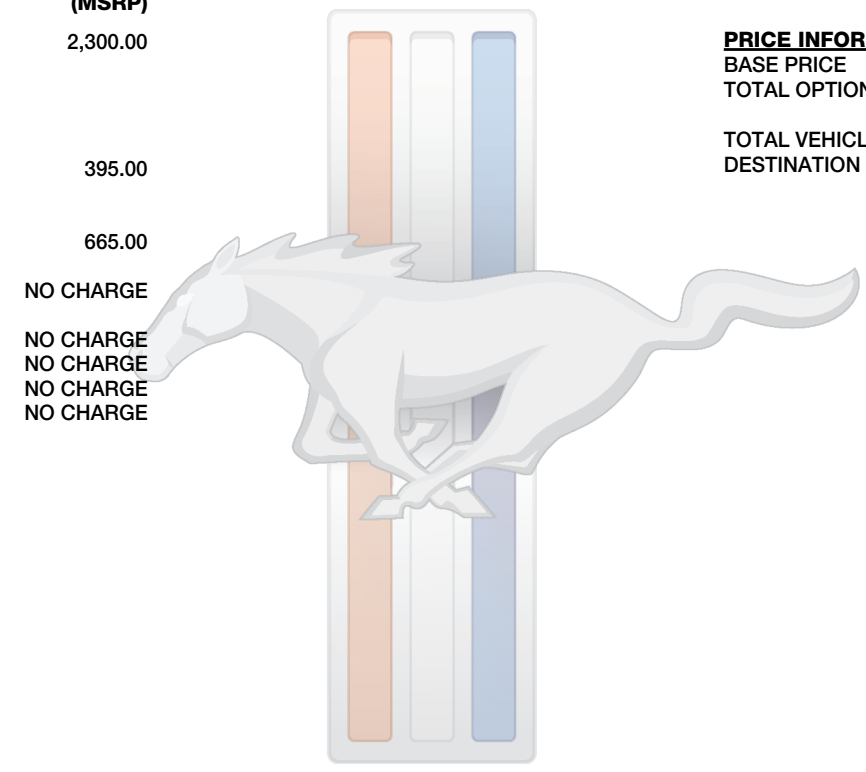 (MSRP)
2,300.00
395.00
665.00
NO CHARGE
NO CHARGE
NO CHARGE
NO CHARGE
NO CHARGE
PRICE INFOR
BASE PRICE
TOTAL OPTION
TOTAL VEHICL
DESTINATION